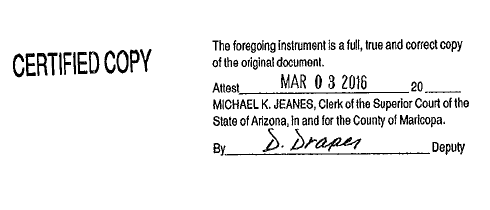 CERTIFIED COPY
The foregoing instrument is a full, true and correct copy
of the original document.
Attest MAR 03 2016 20
MICHAEL K. JEANES, Clerk of the Superior Court of the
State of Arizona, in and for the County of Maricopa.
By D. Draper Deputy